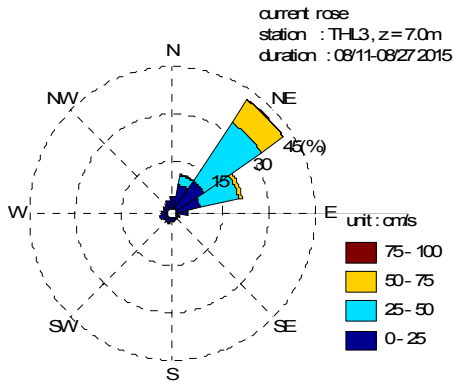 current rose
station : THL3, z = 7.0m
duration : 08/11-08/27 2015
N
NW
NE
45(%)
30
15
W
E
unit : cm/s
75 - 100
50 - 75
25 - 50
0 - 25
SW
SE
S